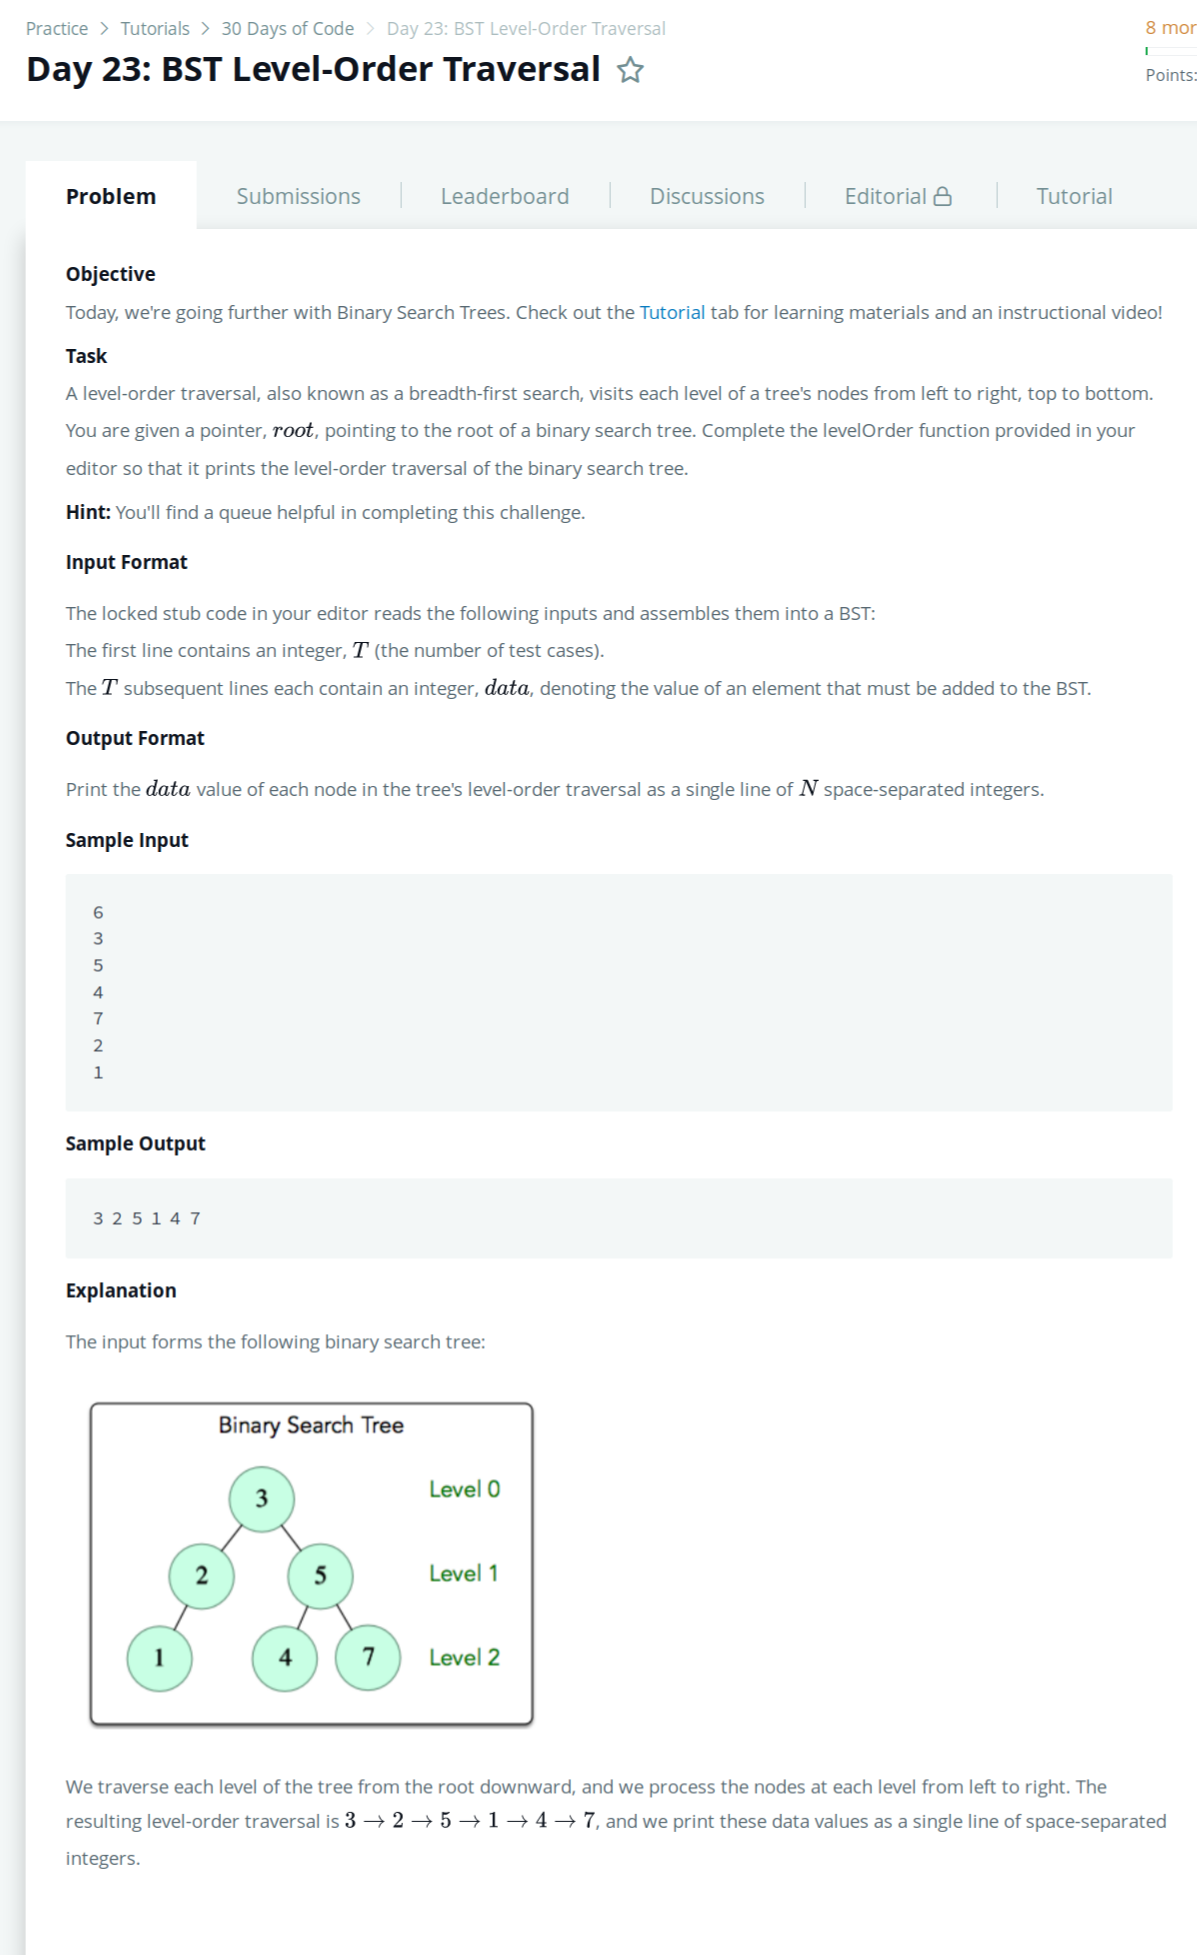 Practice > Tutorials > 30 Days of Code > Day 23: BST Level-Order Traversal
8 mor
Day 23: BST Level-Order Traversal
Points:
Problem
Submissions
Leaderboard
Discussions
Editorial
Tutorial
Objective
Today, we're going further with Binary Search Trees. Check out the Tutorial tab for learning materials and an instructional video!
Task
A level-order traversal, also known as a breadth-first search, visits each level of a tree's nodes from left to right, top to bottom.
You are given a pointer, root, pointing to the root of a binary search tree. Complete the levelOrder function provided in your
editor so that it prints the level-order traversal of the binary search tree.
Hint: You'll find a queue helpful in completing this challenge.
Input Format
The locked stub code in your editor reads the following inputs and assembles them into a BST:
The first line contains an integer, T (the number of test cases).
The T subsequent lines each contain an integer, data, denoting the value of an element that must be added to the BST.
Output Format
Print the data value of each node in the tree's level-order traversal as a single line of N space-separated integers.
Sample Input
6
3
5
4
7
2
1
Sample Output
3 2 5 1 4 7
Explanation
The input forms the following binary search tree:
Binary Search Tree
3
Level 0
2
5
Level 1
1
4
7
Level 2
We traverse each level of the tree from the root downward, and we process the nodes at each level from left to right. The
resulting level-order traversal is 3 → 2 → 5 → 1 → 4 → 7, and we print these data values as a single line of space-separated
integers.